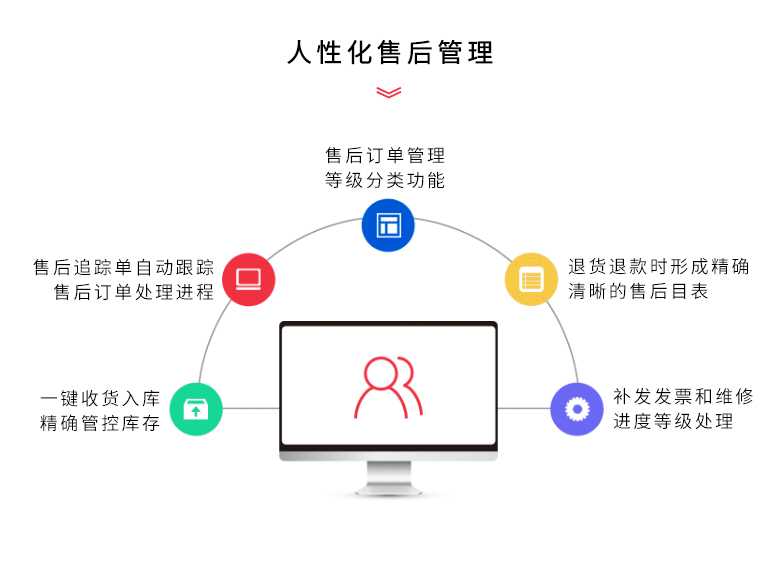 人性化售后管理
售后订单管理
等级分类功能
售后追踪单自动跟踪
售后订单处理进程
退货退款时形成精确
清晰的售后目表
一键收货入库
精确管控库存
补发发票和维修
进度等级处理